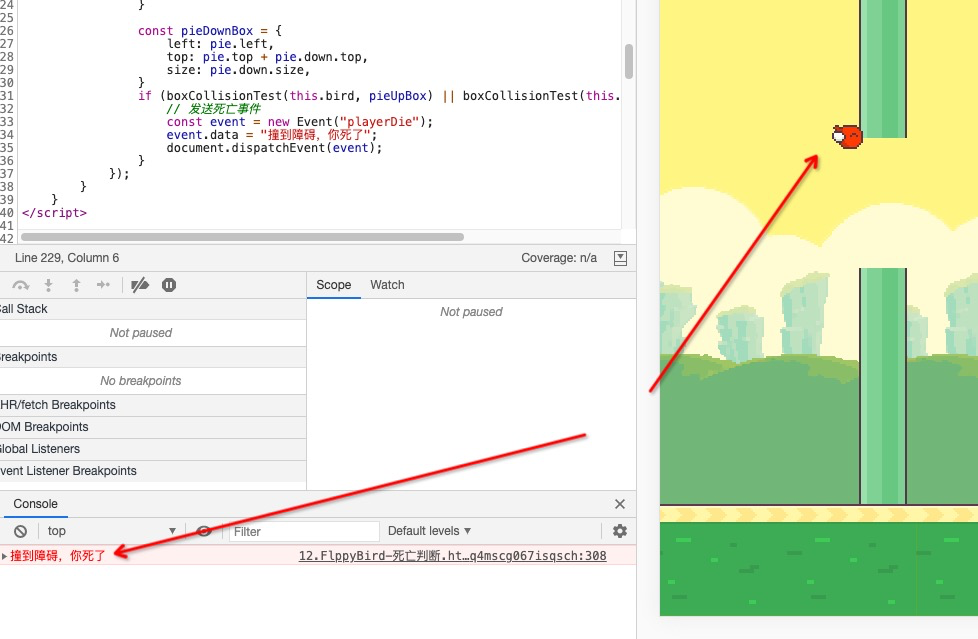 24 }
25
26 const pieDownBox = {
27 left: pie.left,
28 top: pie.top + pie.down.top,
29 size: pie.down.size,
30 }
31 if (boxCollisionTest(this.bird, pieUpBox) || boxCollisionTest(this.
32 // 发送死亡事件
33 const event = new Event("playerDie");
34 event.data = "撞到障碍，你死了";
35 document.dispatchEvent(event);
36 }
37 });
38 }
39 }
40 </script>
41
42
Line 229, Column 6
Coverage: n/a
Scope
Watch
all Stack
Not paused
Not paused
reakpoints
No breakpoints
HR/fetch Breakpoints
OM Breakpoints
lobal Listeners
vent Listener Breakpoints
Console
top
Filter
Default levels
撞到障碍，你死了
12.FlppyBird-死亡判断.ht…q4mscg067isqsch:308